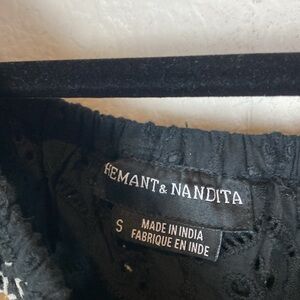 HEMANT & NANDITA
S
MADE IN INDIA
FABRIQUE EN INDE